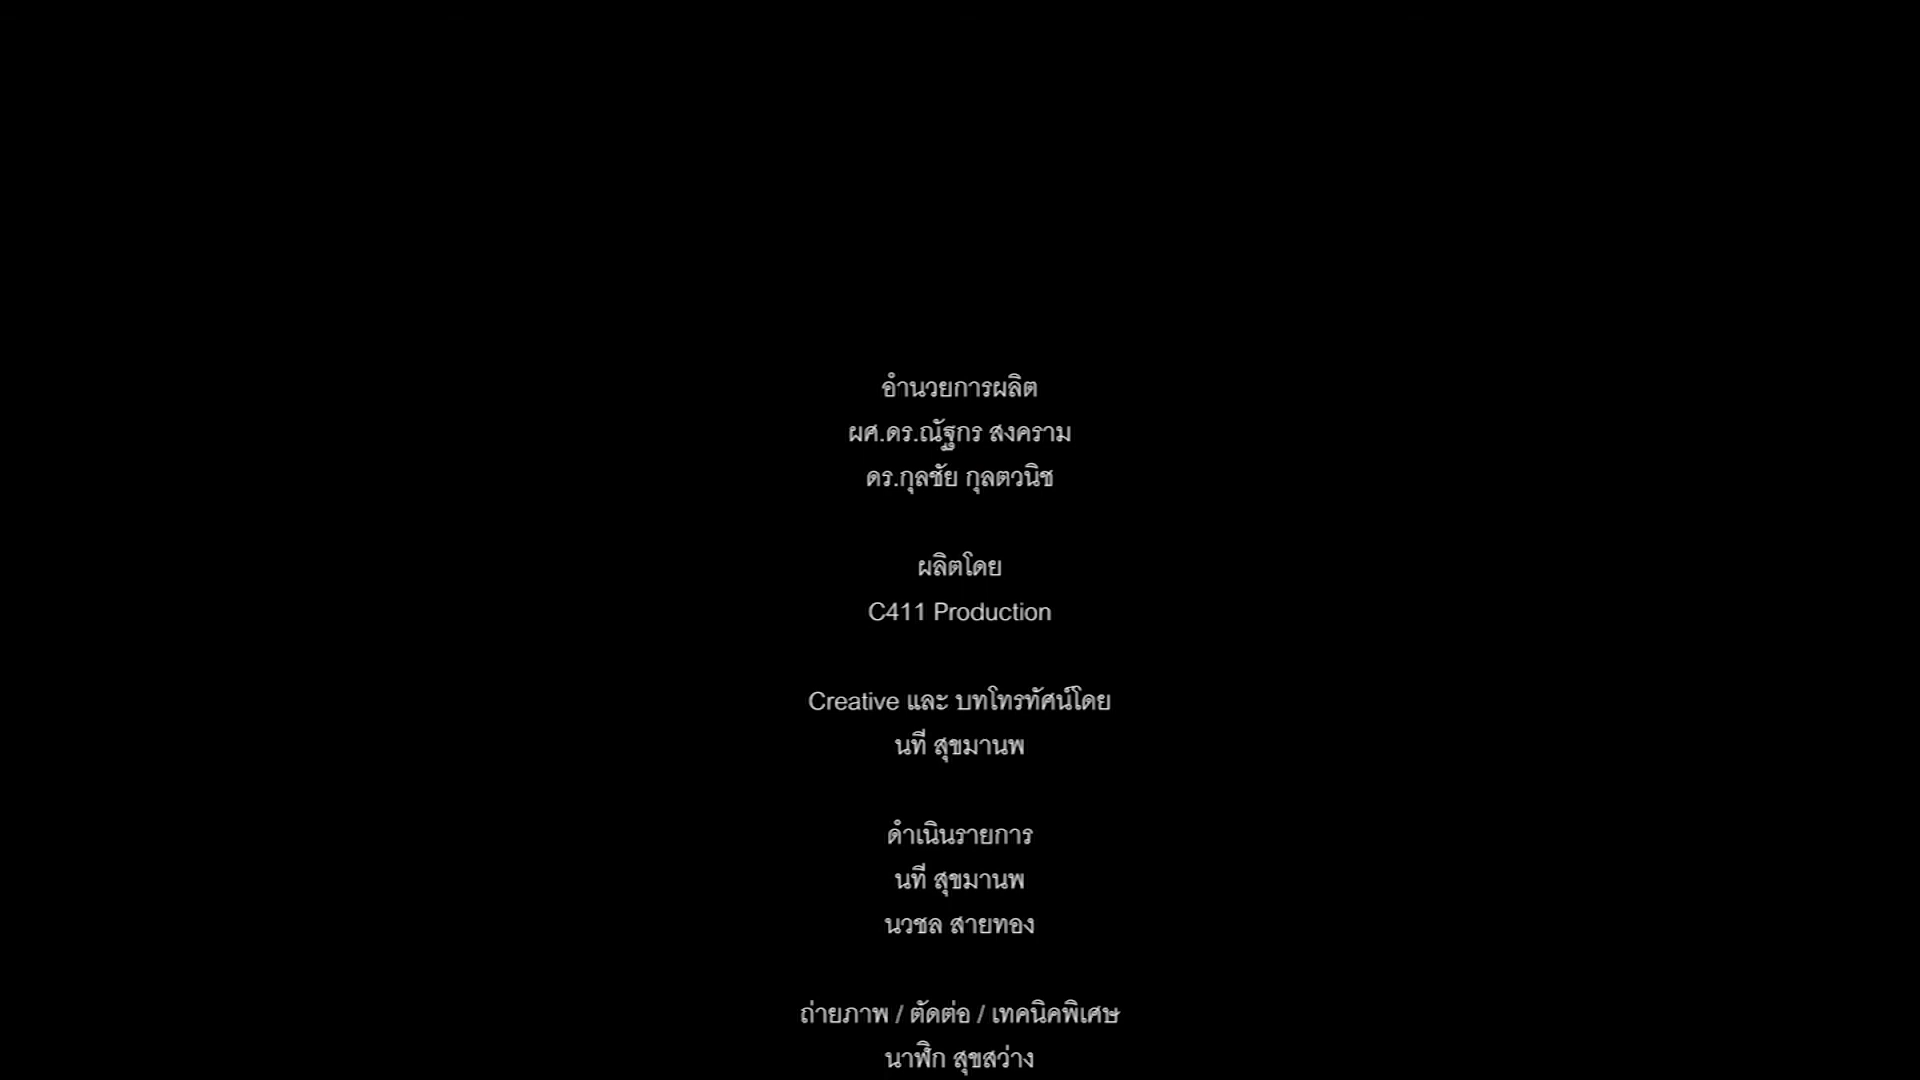 อำนวยการผลิต
ผศ.ดร.ณัฐกร สงคราม
ดร.กุลชัย กุลตวนิช
ผลิตโดย
C411 Production
Creative และ บทโทรทัศน์โดย
นที สุขมานพ
ดำเนินรายการ
นที สุขมานพ
นวชล สายทอง
ถ่ายภาพ / ตัดต่อ / เทคนิคพิเศษ
นาฬิก สุขสว่าง